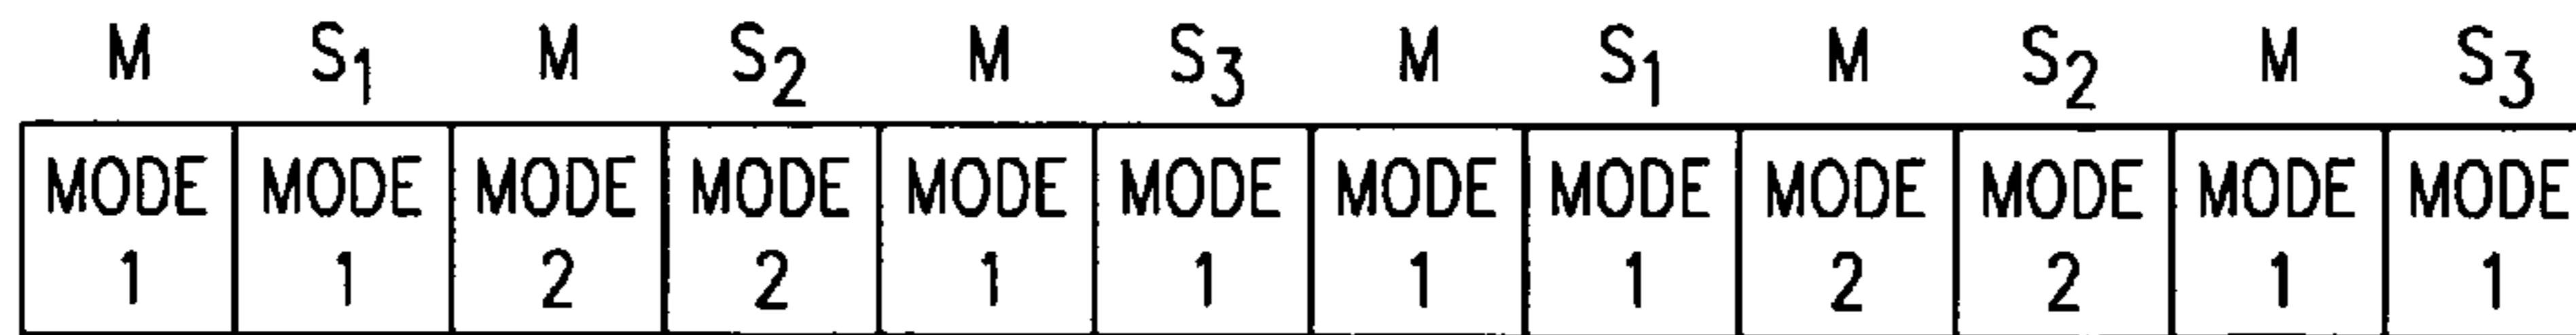 M S₁ M S₂ M S₃ M S₁ M S₂ M S₃
MODE MODE MODE MODE MODE MODE MODE MODE MODE MODE MODE MODE
1 1 2 2 1 1 1 1 2 2 1 1